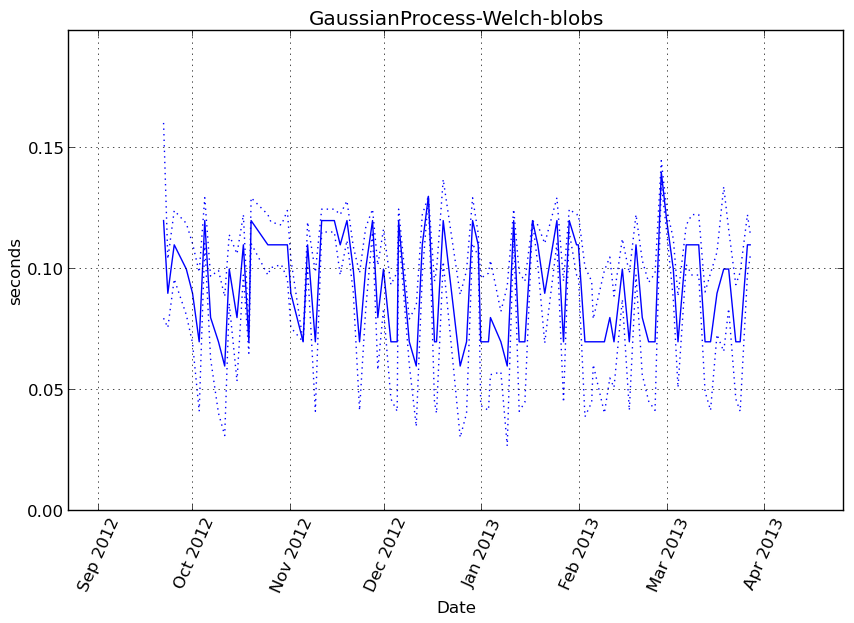 GaussianProcess-Welch-blobs
seconds
0.15
0.10
0.05
0.00
Sep 2012
Oct 2012
Nov 2012
Dec 2012
Jan 2013
Feb 2013
Mar 2013
Apr 2013
Date